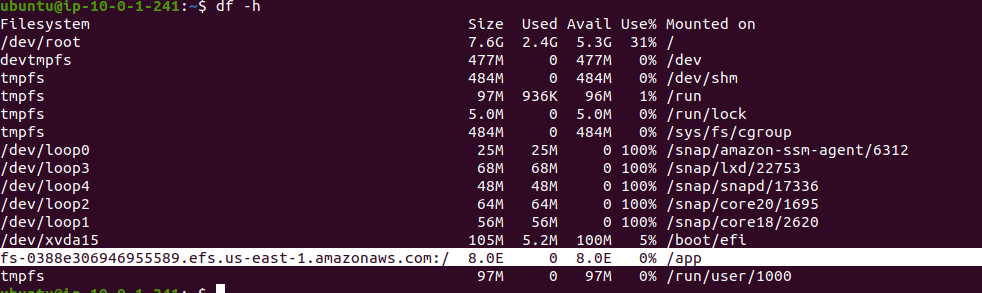 ubuntu@ip-10-0-1-241:~$ df -h
Filesystem Size Used Avail Use% Mounted on
/dev/root 7.6G 2.4G 5.3G 31% /
devtmpfs 477M 0 477M 0% /dev
tmpfs 484M 0 484M 0% /dev/shm
tmpfs 97M 936K 96M 1% /run
tmpfs 5.0M 0 5.0M 0% /run/lock
tmpfs 484M 0 484M 0% /sys/fs/cgroup
/dev/loop0 25M 25M 0 100% /snap/amazon-ssm-agent/6312
/dev/loop3 68M 68M 0 100% /snap/lxd/22753
/dev/loop4 48M 48M 0 100% /snap/snapd/17336
/dev/loop2 64M 64M 0 100% /snap/core20/1695
/dev/loop1 56M 56M 0 100% /snap/core18/2620
/dev/xvda15 105M 5.2M 100M 5% /boot/efi
fs-0388e306946955589.efs.us-east-1.amazonaws.com:/ 8.0E 0 8.0E 0% /app
tmpfs 97M 0 97M 0% /run/user/1000
ubuntu@ip-10-0-1-241:~$